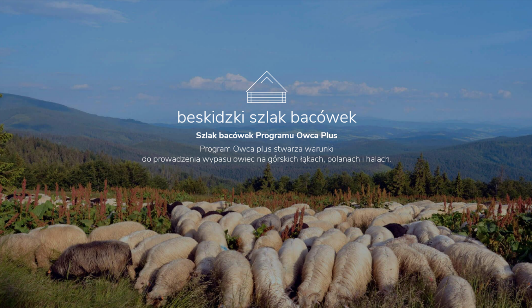 beskidzki szlak bacówek
Szlak bacówek Programu Owca Plus
Program Owca plus stwarza warunki
do prowadzenia wypasu owiec na górskich łąkach, polanach i halach.